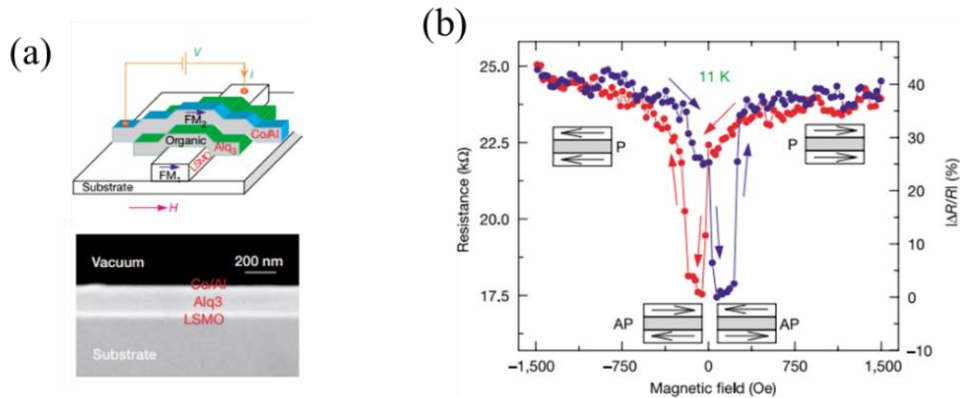 (a)
V
i
FM₂
Co/Al
Organic
Alq₃
LSMO
FM₁
Substrate
H
Vacuum
200 nm
Co/Al
Alq3
LSMO
Substrate
(b)
11 K
25.0
22.5
20.0
17.5
Resistance (kΩ)
P
P
AP
AP
40
30
20
10
0
−10
|ΔR/R| (%)
−1,500
−750
0
750
1,500
Magnetic field (Oe)